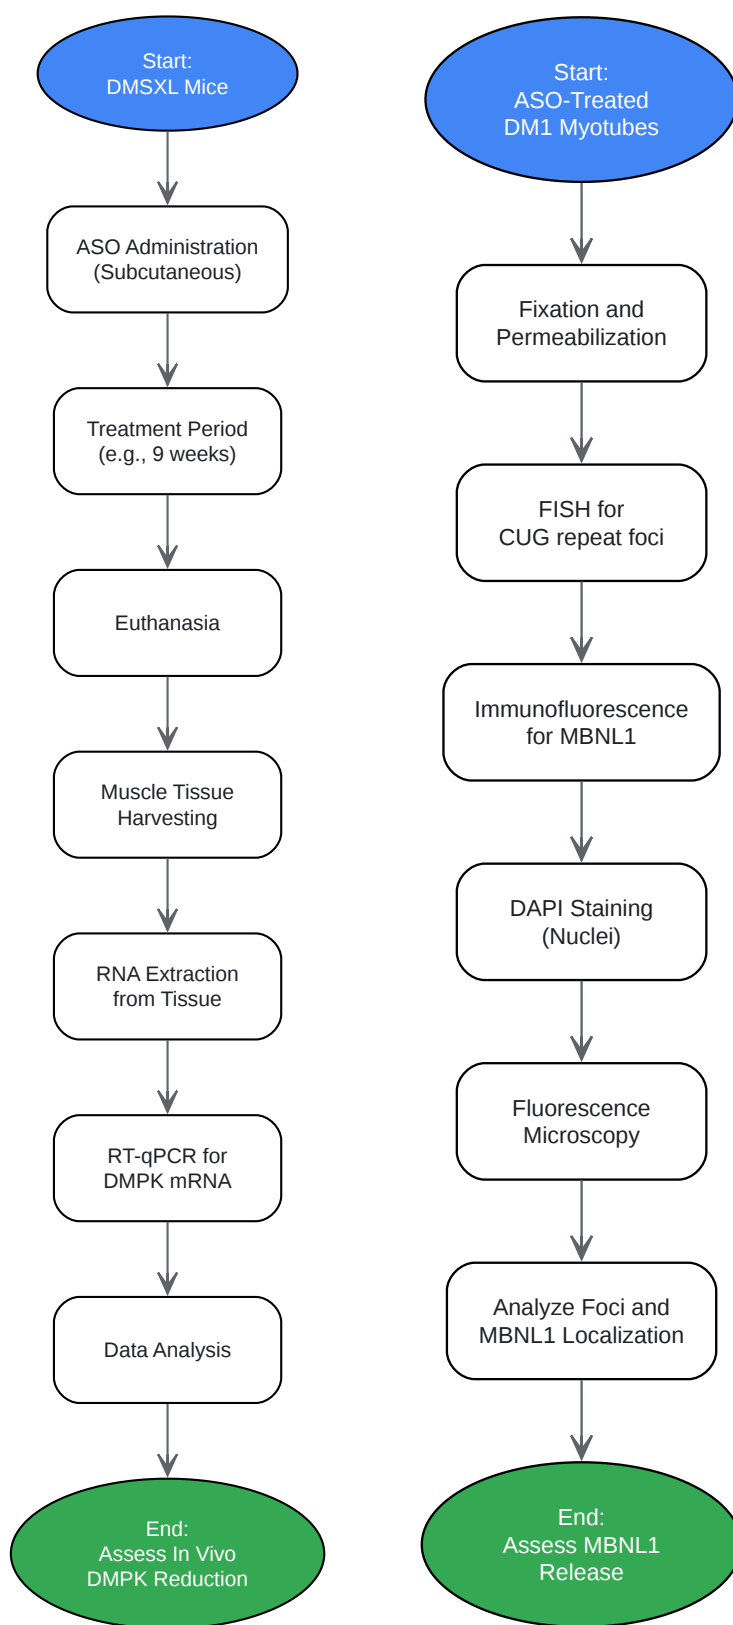 Start:
DMSXL Mice
ASO Administration
(Subcutaneous)
Treatment Period
(e.g., 9 weeks)
Euthanasia
Muscle Tissue
Harvesting
RNA Extraction
from Tissue
RT-qPCR for
DMPK mRNA
Data Analysis
End:
Assess In Vivo
DMPK Reduction
Start:
ASO-Treated
DM1 Myotubes
Fixation and
Permeabilization
FISH for
CUG repeat foci
Immunofluorescence
for MBNL1
DAPI Staining
(Nuclei)
Fluorescence
Microscopy
Analyze Foci and
MBNL1 Localization
End:
Assess MBNL1
Release